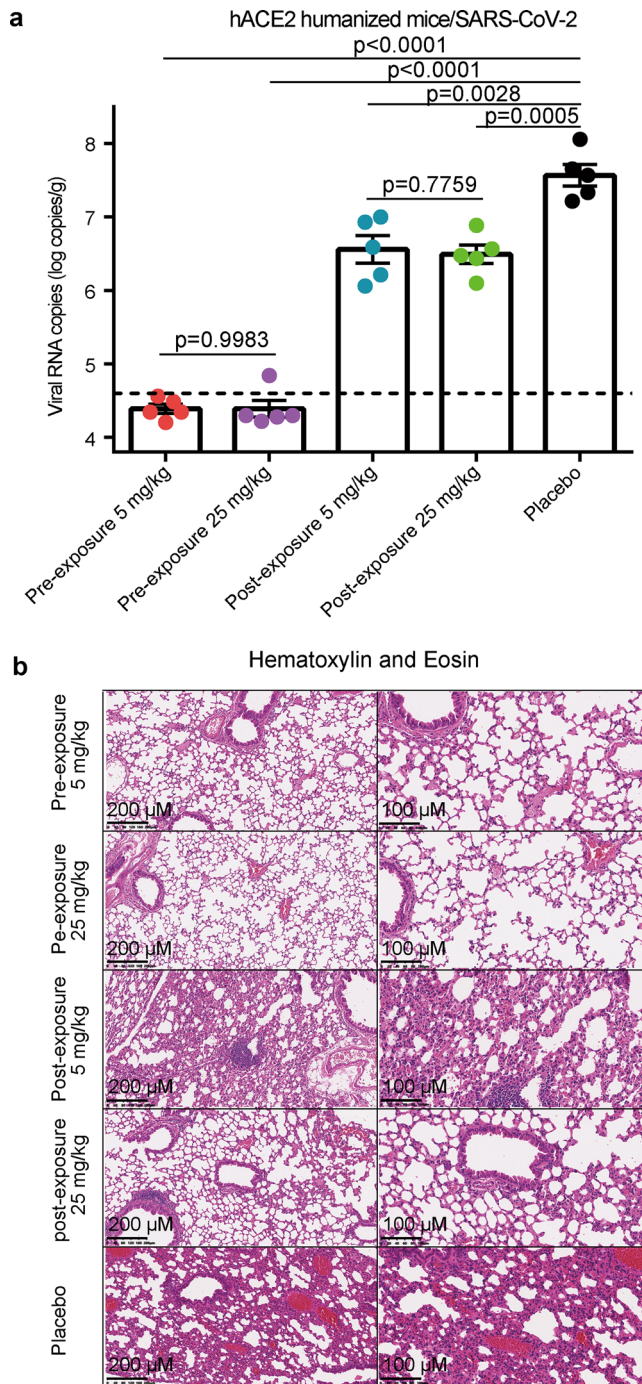 a
hACE2 humanized mice/SARS-CoV-2
p<0.0001
p<0.0001
p=0.0028
p=0.0005
p=0.7759
p=0.9983
Viral RNA copies (log copies/g)
8
7
6
5
4
Pre-exposure 5 mg/kg
Pre-exposure 25 mg/kg
Post-exposure 5 mg/kg
Post-exposure 25 mg/kg
Placebo
b
Hematoxylin and Eosin
Pre-exposure
5 mg/kg
200 µM
100 µM
Pe-exposure
25 mg/kg
200 µM
100 µM
Post-exposure
5 mg/kg
200 µM
100 µM
post-exposure
25 mg/kg
200 µM
100 µM
Placebo
200 µM
100 µM